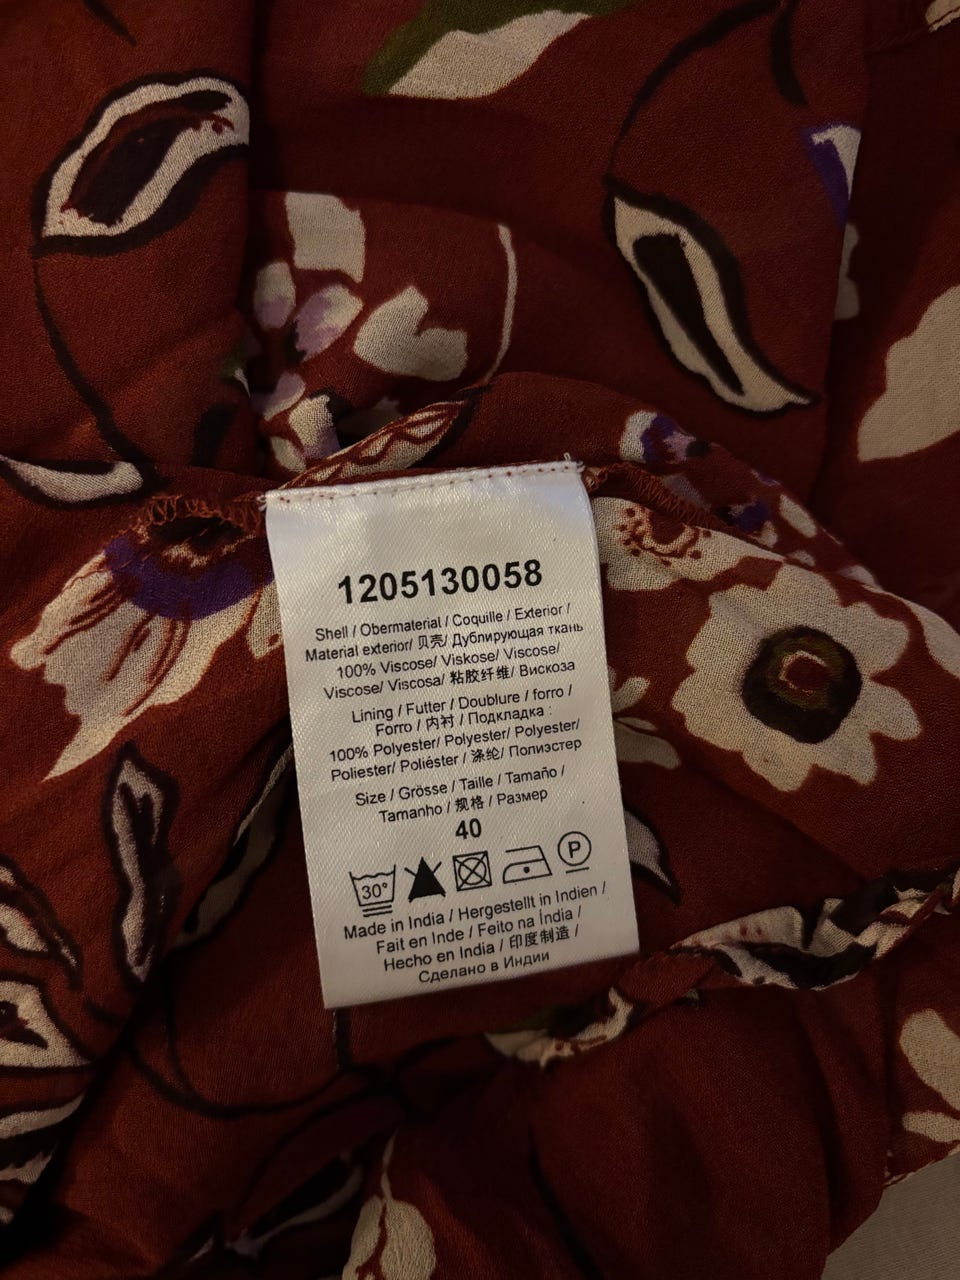 1205130058
Shell / Obermaterial / Coquille / Exterior /
Material exterior/ 贝壳/ Дублирующая ткань
100% Viscose/ Viskose/ Viscose/
Viscose/ Viscosa/ 粘胶纤维/ Вискоза
Lining / Futter / Doublure / forro /
Forro / 内衬 / Подкладка :
100% Polyester/ Polyester/ Polyester/
Poliester/ Poliéster / 涤纶/ Полиэстер
Size / Grösse / Taille / Tamaño /
Tamanho / 规格 / Размер
40
30° P
Made in India / Hergestellt in Indien /
Fait en Inde / Feito na Índia /
Hecho en India / 印度制造 /
Сделано в Индии